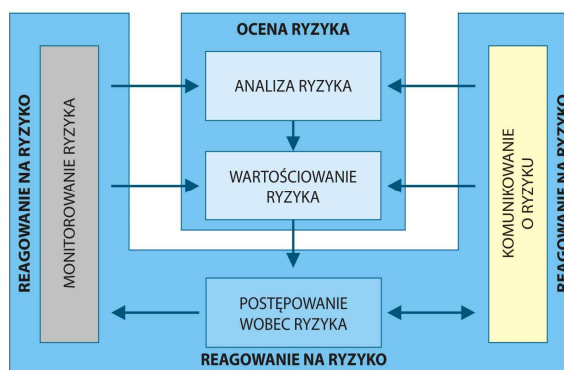 OCENA RYZYKA
ANALIZA RYZYKA
WARTOŚCIOWANIE
RYZYKA
POSTĘPOWANIE
WOBEC RYZYKA
REAGOWANIE NA RYZYKO
REAGOWANIE NA RYZYKO
MONITOROWANIE RYZYKA
KOMUNIKOWANIE
O RYZYKU
REAGOWANIE NA RYZYKO